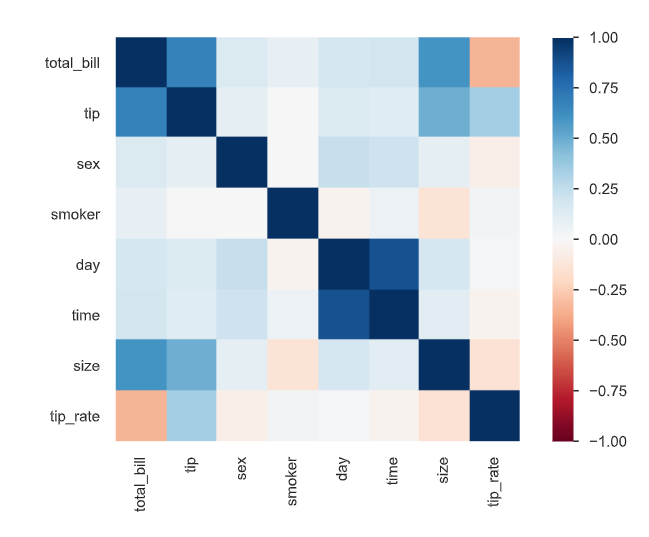 total_bill
tip
sex
smoker
day
time
size
tip_rate
total_bill
tip
sex
smoker
day
time
size
tip_rate
1.00
0.75
0.50
0.25
0.00
−0.25
−0.50
−0.75
−1.00